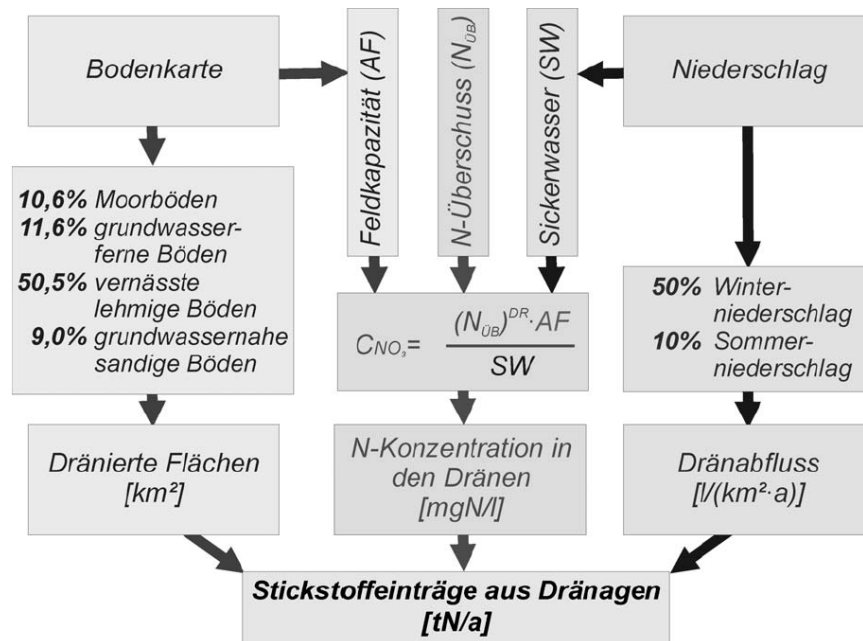 Bodenkarte
Feldkapazität (AF)
N-Überschuss (NÜB)
Sickerwasser (SW)
Niederschlag
10,6% Moorböden
11,6% grundwasser-
ferne Böden
50,5% vernässte
lehmige Böden
9,0% grundwassernahe
sandige Böden
CNO₃= (NÜB)^DR·AF
SW
50% Winter-
niederschlag
10% Sommer-
niederschlag
Dränierte Flächen
[km²]
N-Konzentration in
den Dränen
[mgN/l]
Dränabfluss
[l/(km²·a)]
Stickstoffeinträge aus Dränagen
[tN/a]